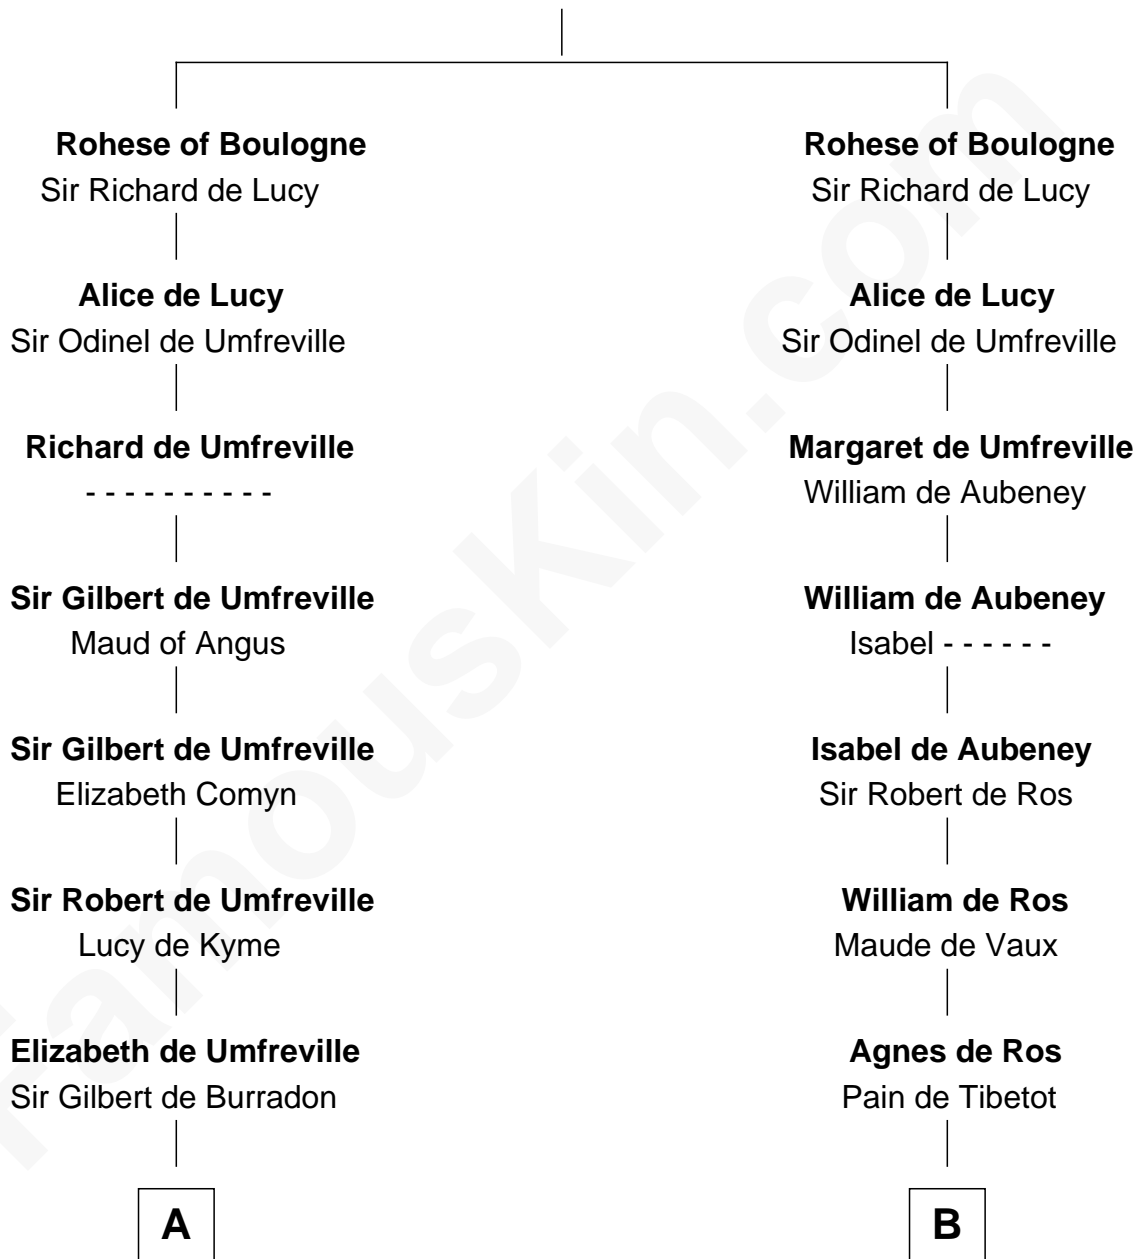 Rohese of Boulogne
Sir Richard de Lucy
Alice de Lucy
Sir Odinel de Umfreville
Richard de Umfreville
- - - - - - - - - -
Sir Gilbert de Umfreville
Maud of Angus
Sir Gilbert de Umfreville
Elizabeth Comyn
Sir Robert de Umfreville
Lucy de Kyme
Elizabeth de Umfreville
Sir Gilbert de Burradon
A
Rohese of Boulogne
Sir Richard de Lucy
Alice de Lucy
Sir Odinel de Umfreville
Margaret de Umfreville
William de Aubeney
William de Aubeney
Isabel - - - - - -
Isabel de Aubeney
Sir Robert de Ros
William de Ros
Maude de Vaux
Agnes de Ros
Pain de Tibetot
B
FamousKin.com